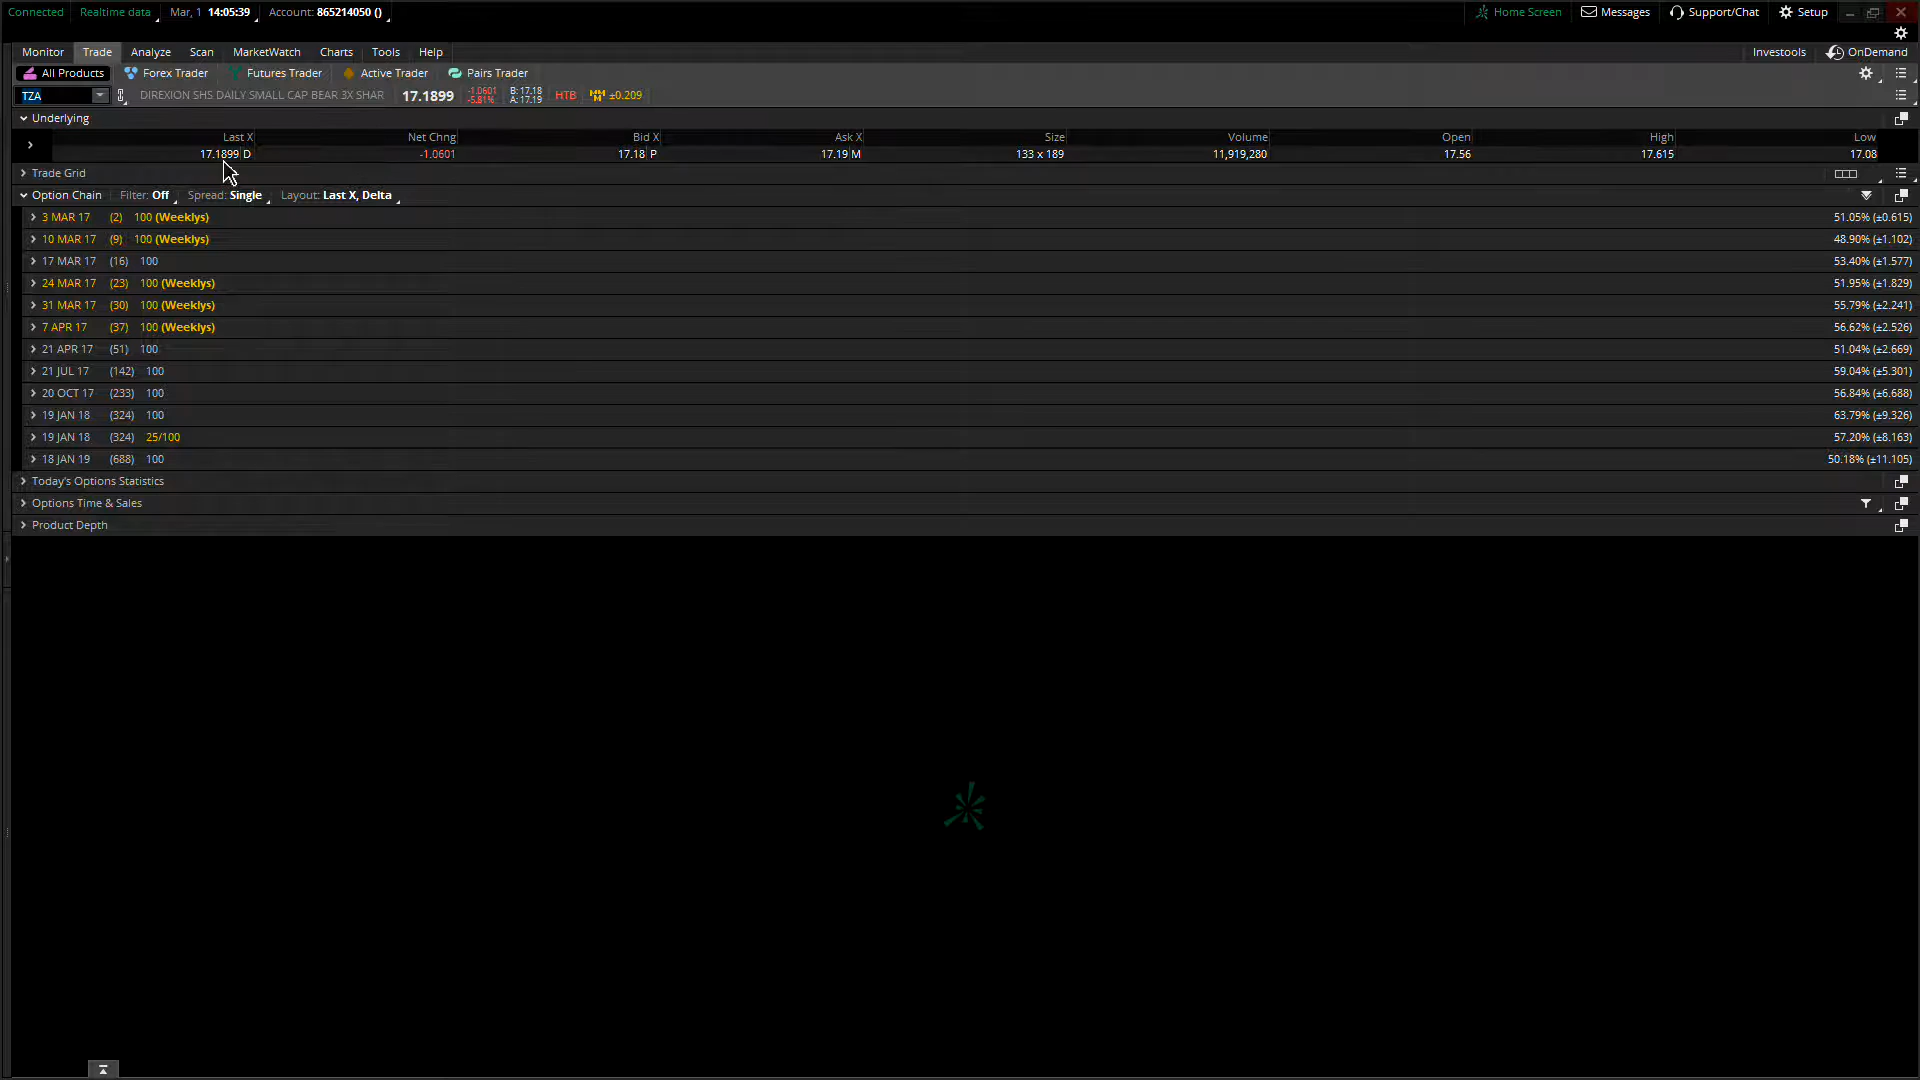 Connected Realtime data Mar, 1 14:05:39 Account: 865214050 () Home Screen Messages Support/Chat Setup
Monitor Trade Analyze Scan MarketWatch Charts Tools Help Investools OnDemand
All Products Forex Trader Futures Trader Active Trader Pairs Trader
TZA DIREXION SHS DAILY SMALL CAP BEAR 3X SHAR 17.1899 -1.0601 -5.81% B: 17.18 A: 17.19 HTB ±0.209
Underlying
Last X Net Chng Bid X Ask X Size Volume Open High Low
17.1899 D -1.0601 17.18 P 17.19 M 133 x 189 11,919,280 17.56 17.615 17.08
Trade Grid
Option Chain Filter: Off Spread: Single Layout: Last X, Delta
3 MAR 17 (2) 100 (Weeklys) 51.05% (±0.615)
10 MAR 17 (9) 100 (Weeklys) 48.90% (±1.102)
17 MAR 17 (16) 100 53.40% (±1.577)
24 MAR 17 (23) 100 (Weeklys) 51.95% (±1.829)
31 MAR 17 (30) 100 (Weeklys) 55.79% (±2.241)
7 APR 17 (37) 100 (Weeklys) 56.62% (±2.526)
21 APR 17 (51) 100 51.04% (±2.669)
21 JUL 17 (142) 100 59.04% (±5.301)
20 OCT 17 (233) 100 56.84% (±6.688)
19 JAN 18 (324) 100 63.79% (±9.326)
19 JAN 18 (324) 25/100 57.20% (±8.163)
18 JAN 19 (688) 100 50.18% (±11.105)
Today's Options Statistics
Options Time & Sales
Product Depth